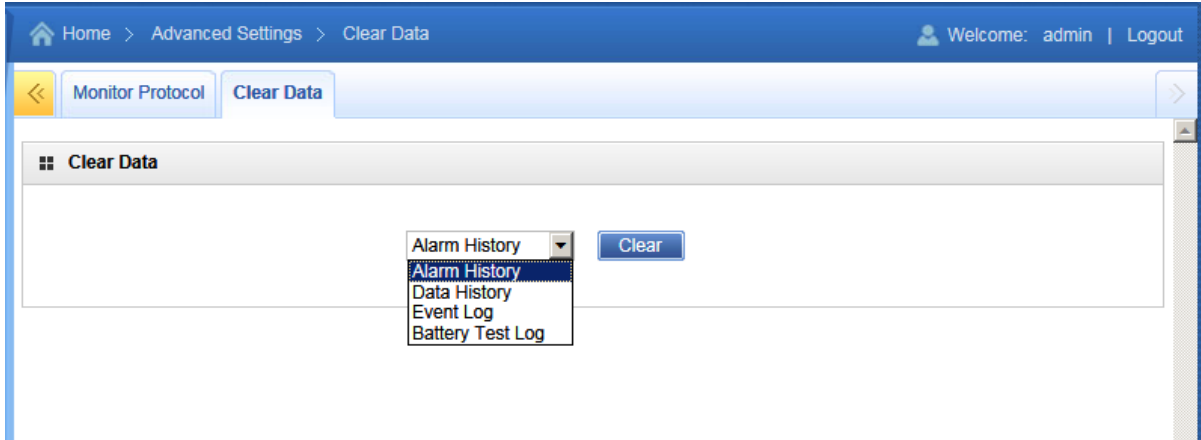 Home > Advanced Settings > Clear Data Welcome: admin | Logout
Monitor Protocol Clear Data
Clear Data
Alarm History Clear
Alarm History
Data History
Event Log
Battery Test Log